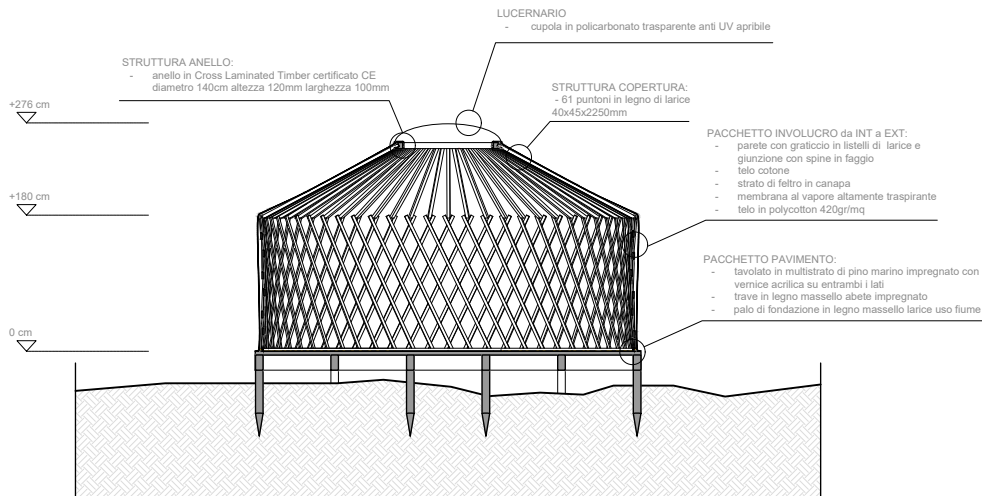 LUCERNARIO
- cupola in policarbonato trasparente anti UV apribile
STRUTTURA ANELLO:
- anello in Cross Laminated Timber certificato CE
diametro 140cm altezza 120mm larghezza 100mm
STRUTTURA COPERTURA:
- 61 puntoni in legno di larice
40x45x2250mm
+276 cm
PACCHETTO INVOLUCRO da INT a EXT:
- parete con graticcio in listelli di larice e
giunzione con spine in faggio
- telo cotone
- strato di feltro in canapa
- membrana al vapore altamente traspirante
- telo in polycotton 420gr/mq
+180 cm
PACCHETTO PAVIMENTO:
- tavolato in multistrato di pino marino impregnato con
vernice acrilica su entrambi i lati
- trave in legno massello abete impregnato
- palo di fondazione in legno massello larice uso fiume
0 cm